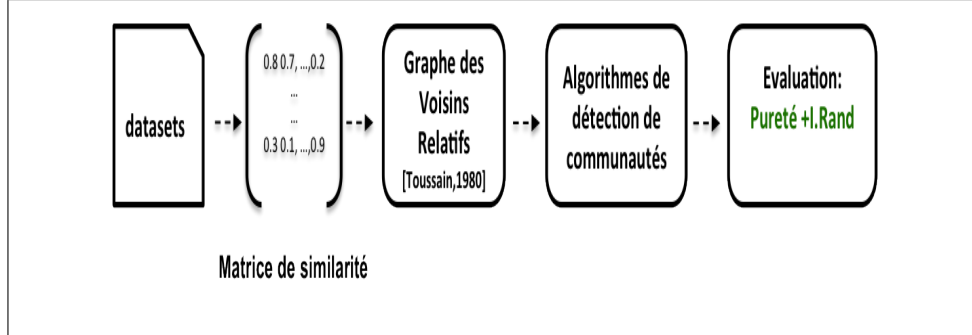 datasets
0.8 0.7, ...,0.2
...
...
0.3 0.1, ...,0.9
Matrice de similarité
Graphe des
Voisins
Relatifs
[Toussain,1980]
Algorithmes de
détection de
communautés
Evaluation:
Pureté +I.Rand